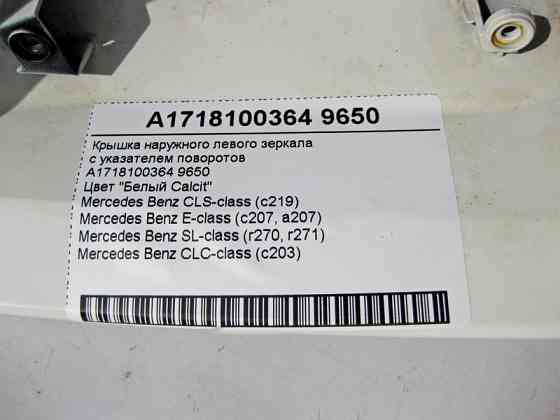 A1718100364 9650
Крышка наружного левого зеркала
с указателем поворотов
A1718100364 9650
Цвет "Белый Calcit"
Mercedes Benz CLS-class (c219)
Mercedes Benz E-class (c207, a207)
Mercedes Benz SL-class (r270, r271)
Mercedes Benz CLC-class (c203)